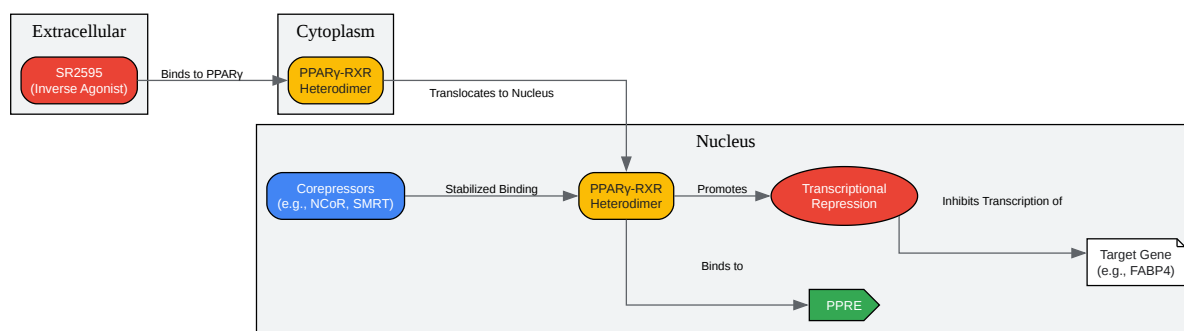 Extracellular
Cytoplasm
SR2595
(Inverse Agonist)
Binds to PPARγ
PPARγ-RXR
Heterodimer
Translocates to Nucleus
Nucleus
Corepressors
(e.g., NCoR, SMRT)
Stabilized Binding
PPARγ-RXR
Heterodimer
Promotes
Transcriptional
Repression
Inhibits Transcription of
Target Gene
(e.g., FABP4)
Binds to
PPRE